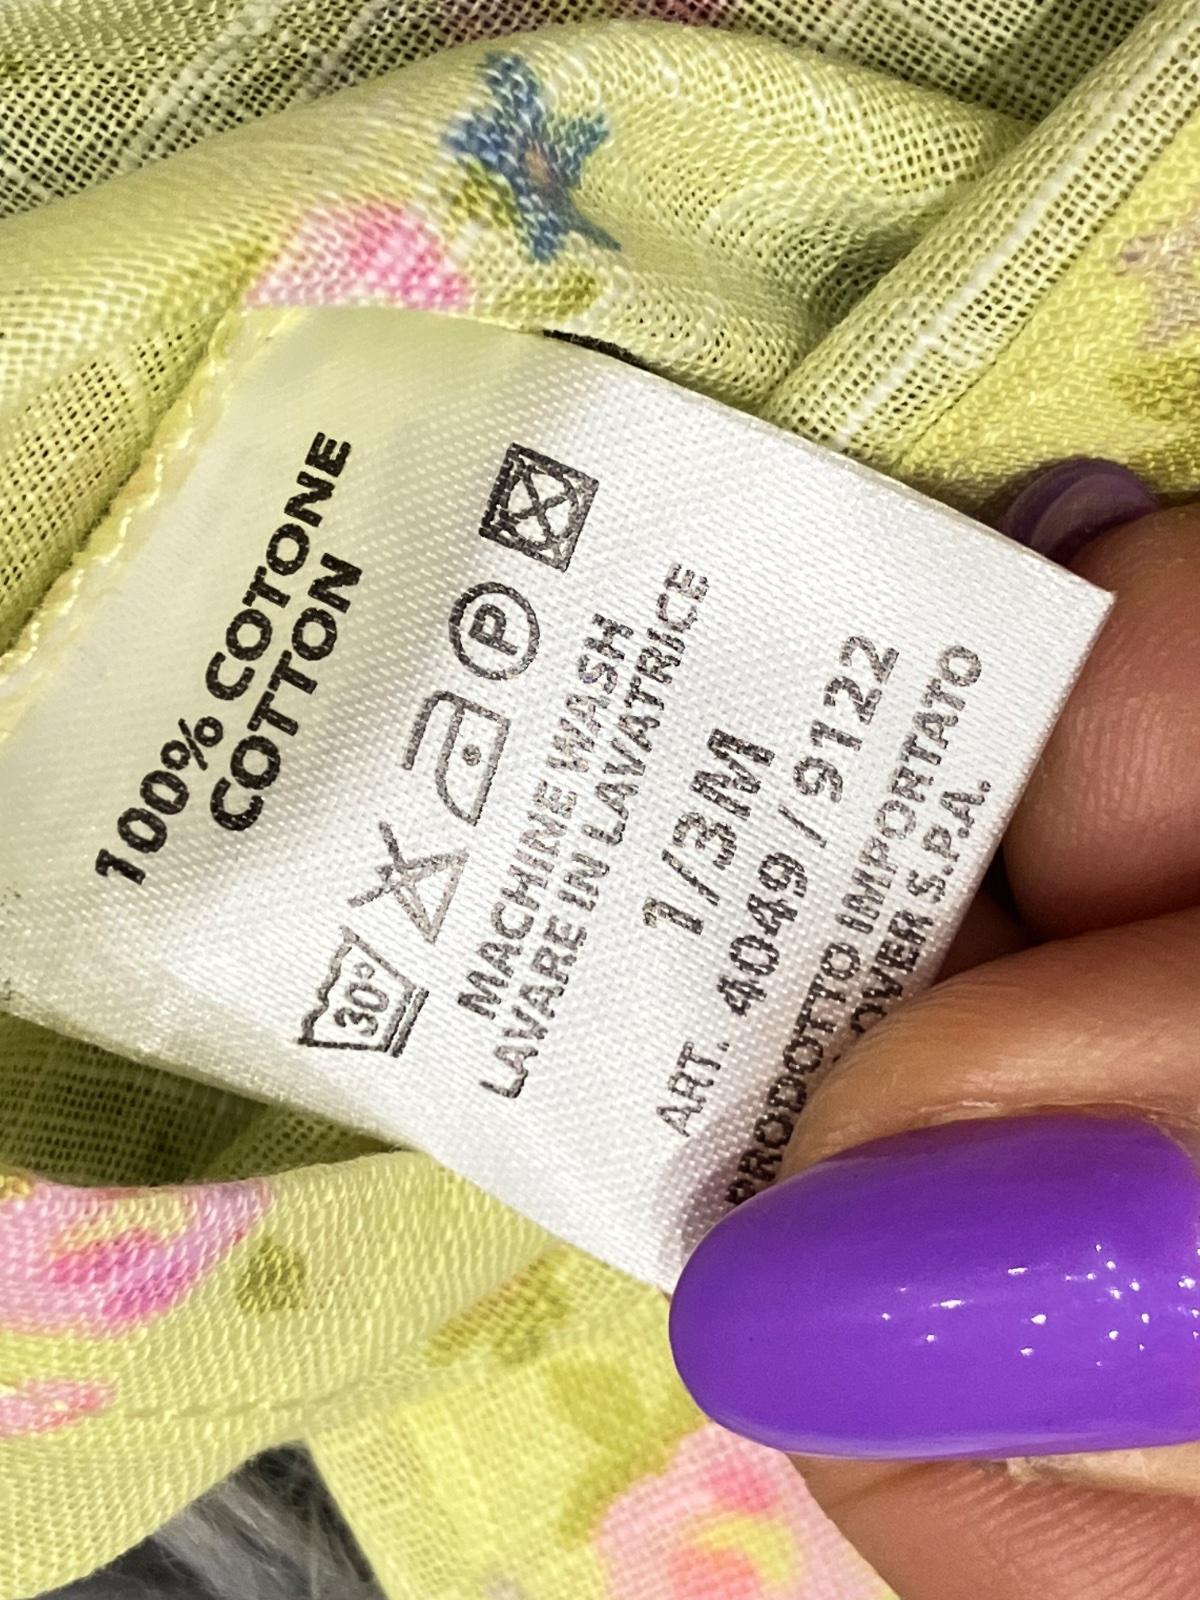 100% COTONE
COTTON
30° P
MACHINE WASH
LAVARE IN LAVATRICE
1/3M
ART. 4049 / 9122
PRODOTTO IMPORTATO
S.P.A.